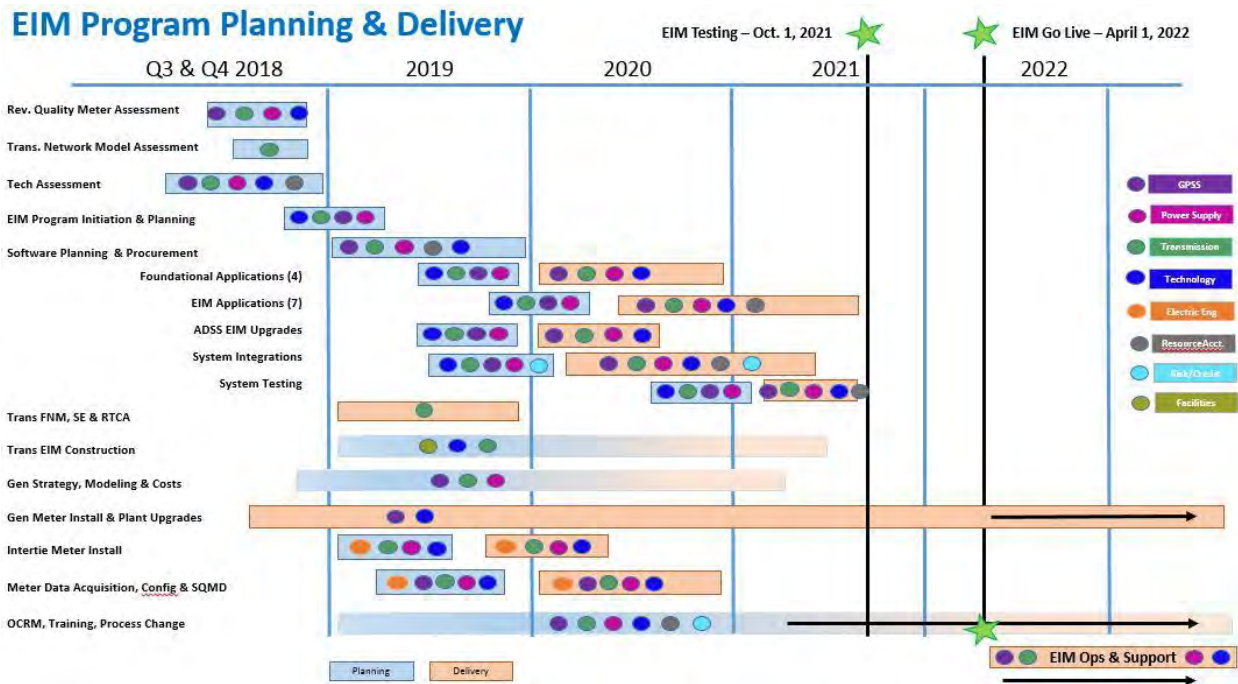 EIM Program Planning & Delivery
EIM Testing – Oct. 1, 2021
EIM Go Live – April 1, 2022
Q3 & Q4 2018
2019
2020
2021
2022
Rev. Quality Meter Assessment
Trans. Network Model Assessment
Tech Assessment
EIM Program Initiation & Planning
Software Planning & Procurement
Foundational Applications (4)
EIM Applications (7)
ADSS EIM Upgrades
System Integrations
System Testing
Trans FNM, SE & RTCA
Trans EIM Construction
Gen Strategy, Modeling & Costs
Gen Meter Install & Plant Upgrades
Intertie Meter Install
Meter Data Acquisition, Config & SQMD
OCRM, Training, Process Change
GPSS
Power Supply
Transmission
Technology
Electric Eng
ResourceAcct.
Risk/Credit
Facilities
Planning
Delivery
EIM Ops & Support